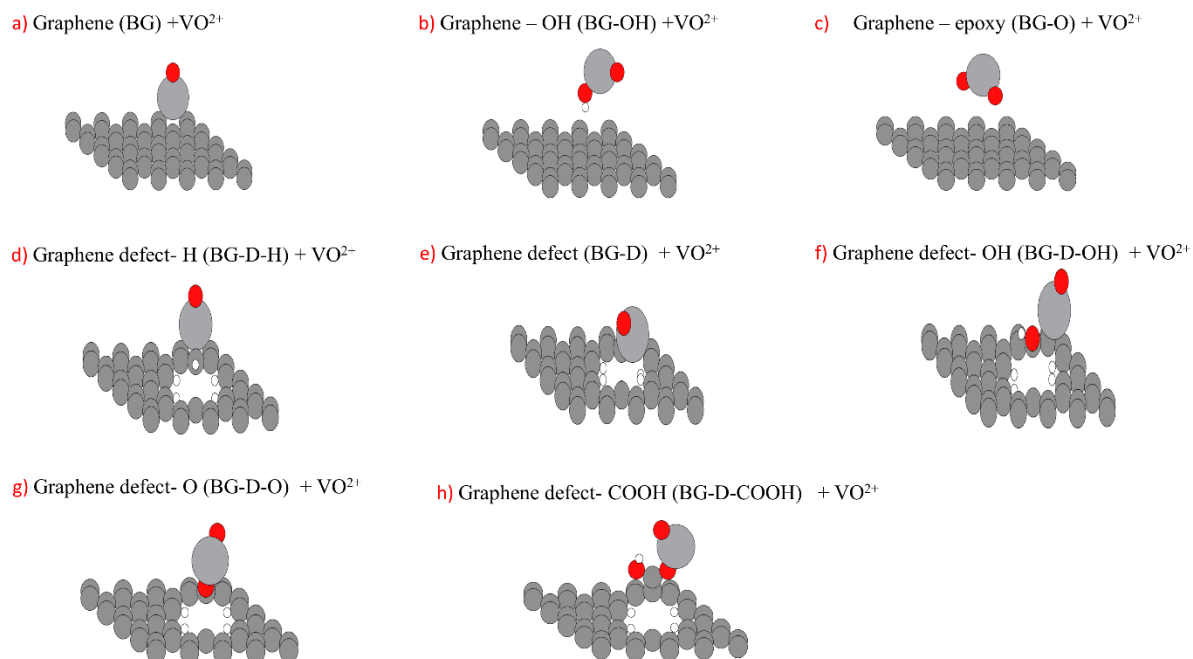 a) Graphene (BG) +VO²⁺
b) Graphene – OH (BG-OH) +VO²⁺
c) Graphene – epoxy (BG-O) + VO²⁺
d) Graphene defect- H (BG-D-H) + VO²⁺
e) Graphene defect (BG-D) + VO²⁺
f) Graphene defect- OH (BG-D-OH) + VO²⁺
g) Graphene defect- O (BG-D-O) + VO²⁺
h) Graphene defect- COOH (BG-D-COOH) + VO²⁺